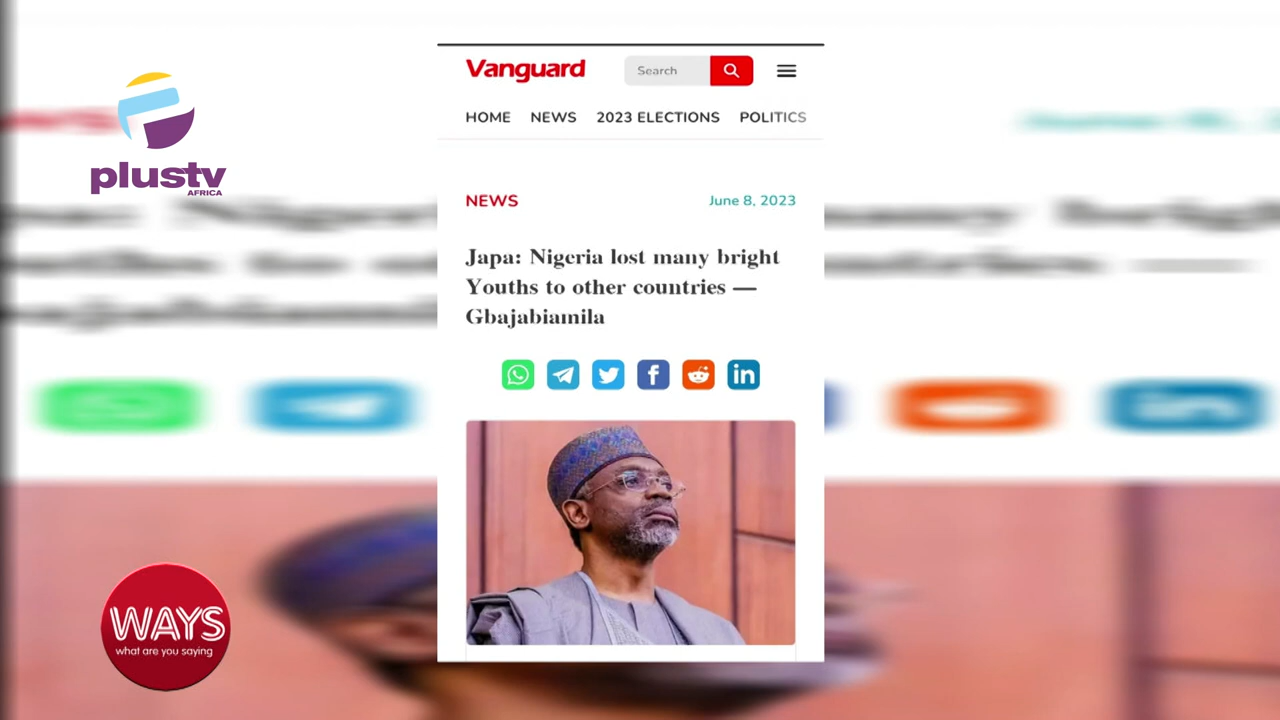 Vanguard
Search
HOME NEWS 2023 ELECTIONS POLITICS
plustv
AFRICA
NEWS
June 8, 2023
Japa: Nigeria lost many bright
Youths to other countries —
Gbajabiamila
WAYS
what are you saying